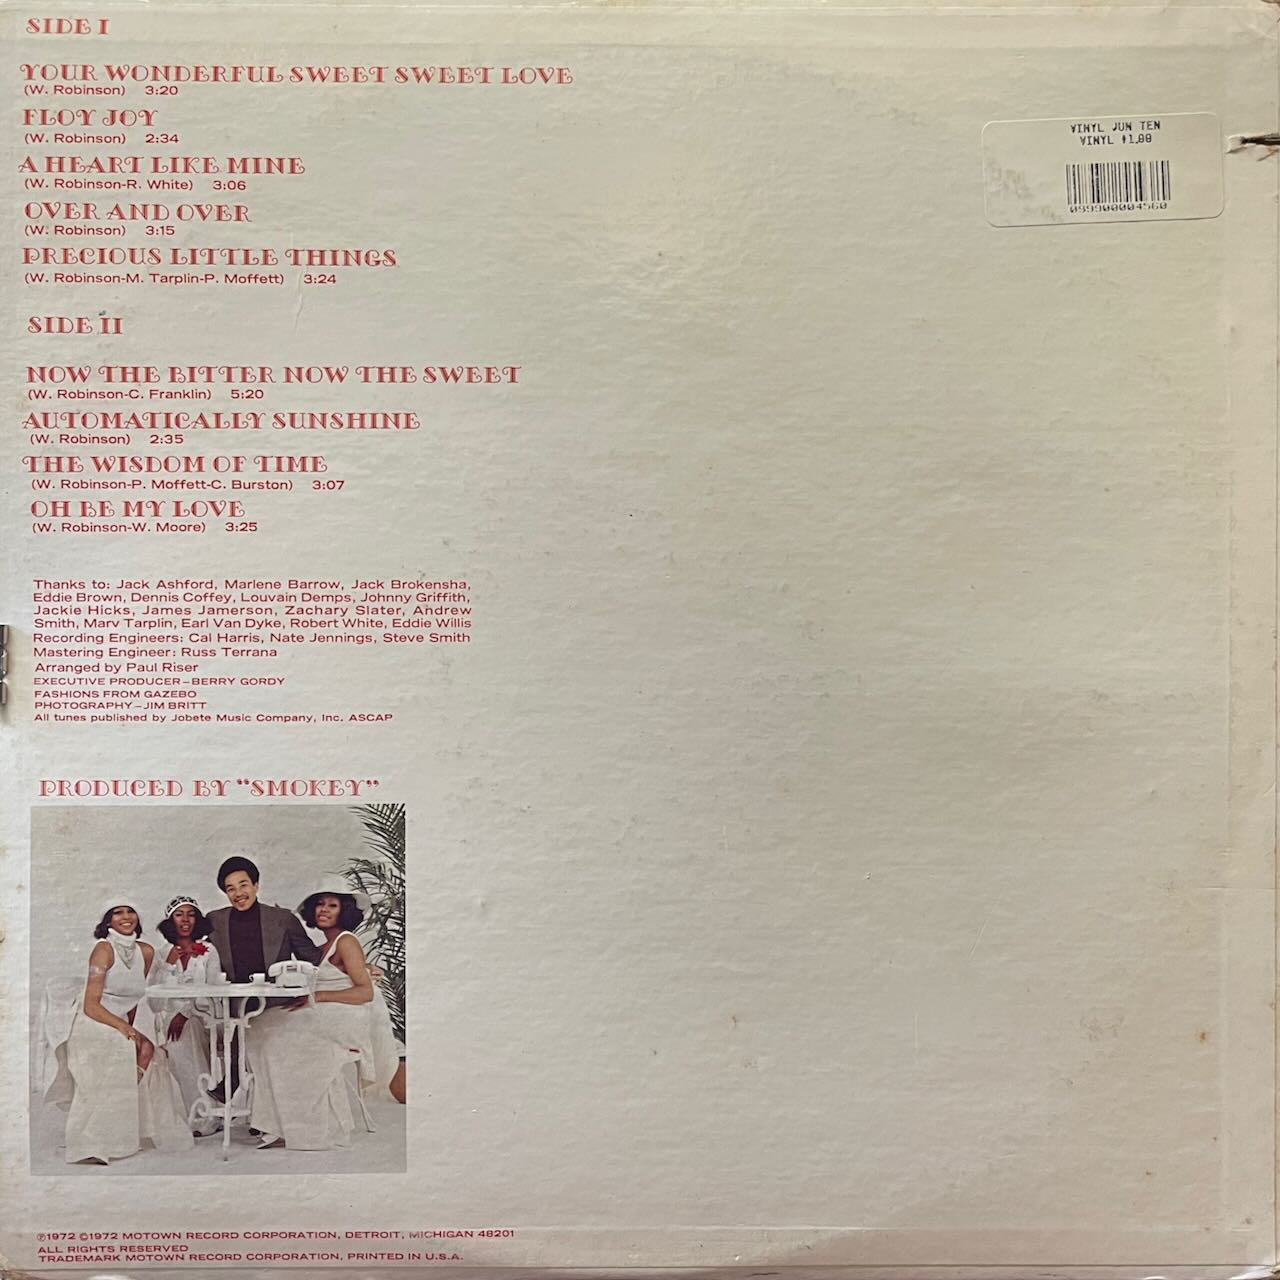 SIDE I
YOUR WONDERFUL SWEET SWEET LOVE
(W. Robinson) 3:20
FLOY JOY
(W. Robinson) 2:34
A HEART LIKE MINE
(W. Robinson-R. White) 3:06
OVER AND OVER
(W. Robinson) 3:15
PRECIOUS LITTLE THINGS
(W. Robinson-M. Tarplin-P. Moffett) 3:24
SIDE II
NOW THE BITTER NOW THE SWEET
(W. Robinson-C. Franklin) 5:20
AUTOMATICALLY SUNSHINE
(W. Robinson) 2:35
THE WISDOM OF TIME
(W. Robinson-P. Moffett-C. Burston) 3:07
OH BE MY LOVE
(W. Robinson-W. Moore) 3:25
Thanks to: Jack Ashford, Marlene Barrow, Jack Brokensha,
Eddie Brown, Dennis Coffey, Louvain Demps, Johnny Griffith,
Jackie Hicks, James Jamerson, Zachary Slater, Andrew
Smith, Marv Tarplin, Earl Van Dyke, Robert White, Eddie Willis
Recording Engineers: Cal Harris, Nate Jennings, Steve Smith
Mastering Engineer: Russ Terrana
Arranged by Paul Riser
EXECUTIVE PRODUCER–BERRY GORDY
FASHIONS FROM GAZEBO
PHOTOGRAPHY–JIM BRITT
All tunes published by Jobete Music Company, Inc. ASCAP
PRODUCED BY “SMOKEY”
℗1972 ©1972 MOTOWN RECORD CORPORATION, DETROIT, MICHIGAN 48201
ALL RIGHTS RESERVED
TRADEMARK MOTOWN RECORD CORPORATION, PRINTED IN U.S.A.
VINYL JUN TEN
VINYL $1.00
099900004560